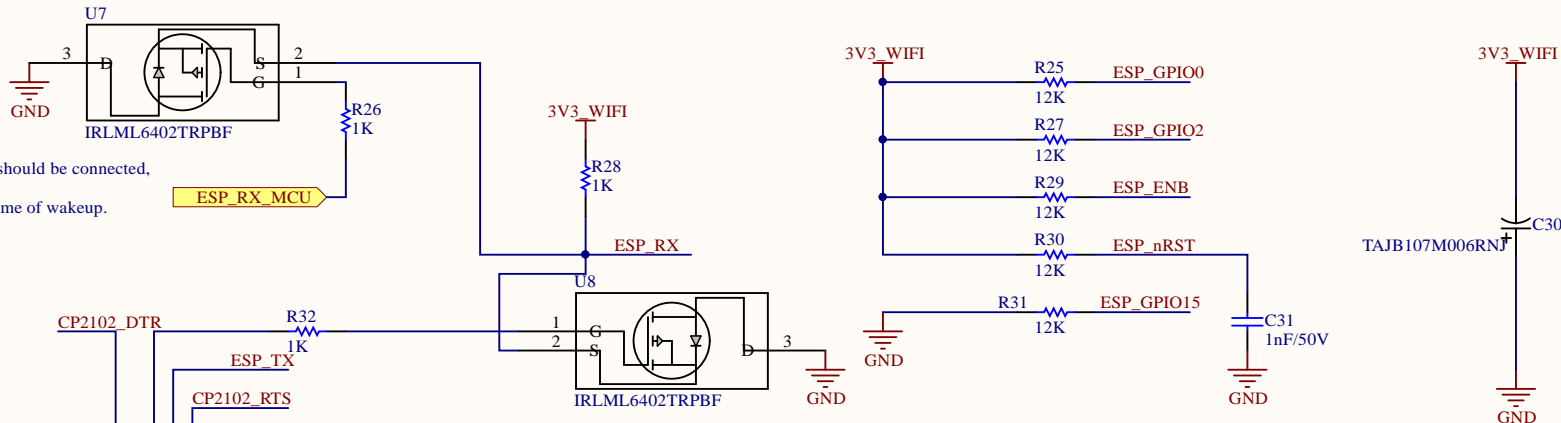 U7
3
D
S
2
G
1
GND
IRLML6402TRPBF
R26
1K
should be connected,
me of wakeup.
ESP_RX_MCU
3V3_WIFI
R28
1K
ESP_RX
U8
CP2102_DTR
R32
1K
ESP_TX
CP2102_RTS
1
G
2
S
D
3
IRLML6402TRPBF
GND
3V3_WIFI
R25
12K
ESP_GPIO0
R27
12K
ESP_GPIO2
R29
12K
ESP_ENB
R30
12K
ESP_nRST
R31
12K
ESP_GPIO15
GND
C31
1nF/50V
GND
3V3_WIFI
C30
TAJB107M006RNJ
+
GND